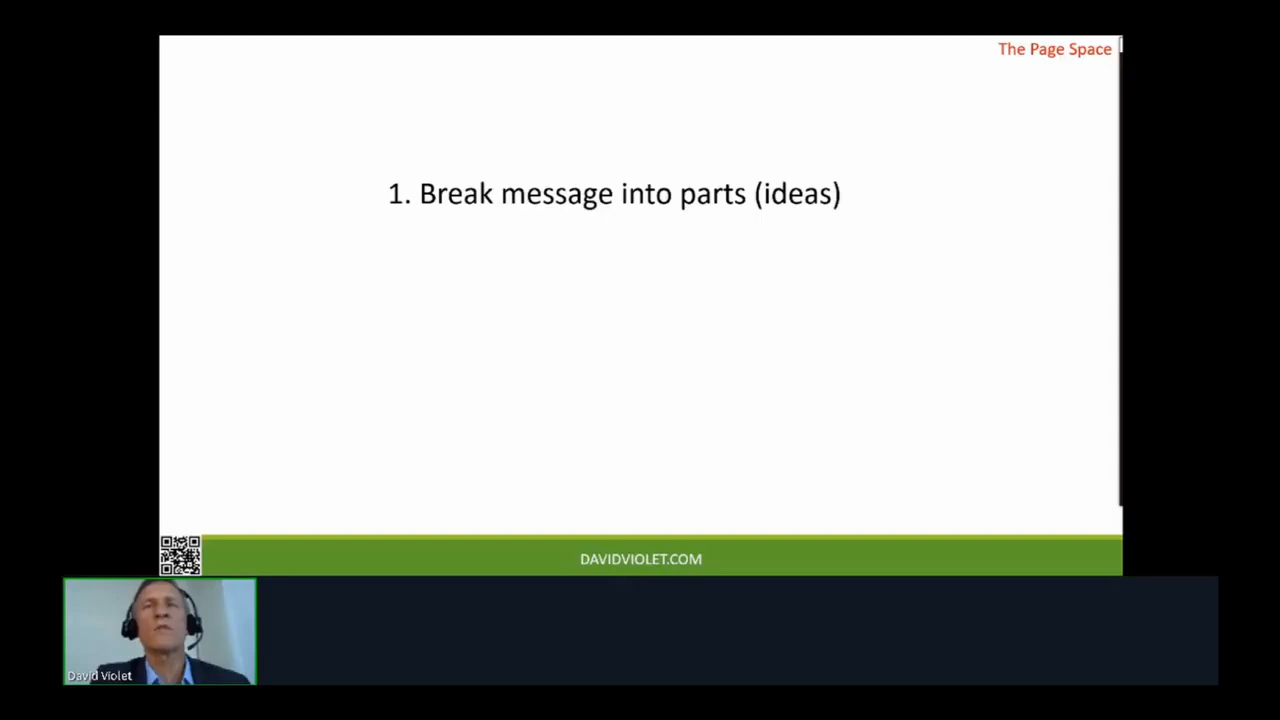 The Page Space
1. Break message into parts (ideas)
DAVIDVIOLET.COM
David Violet